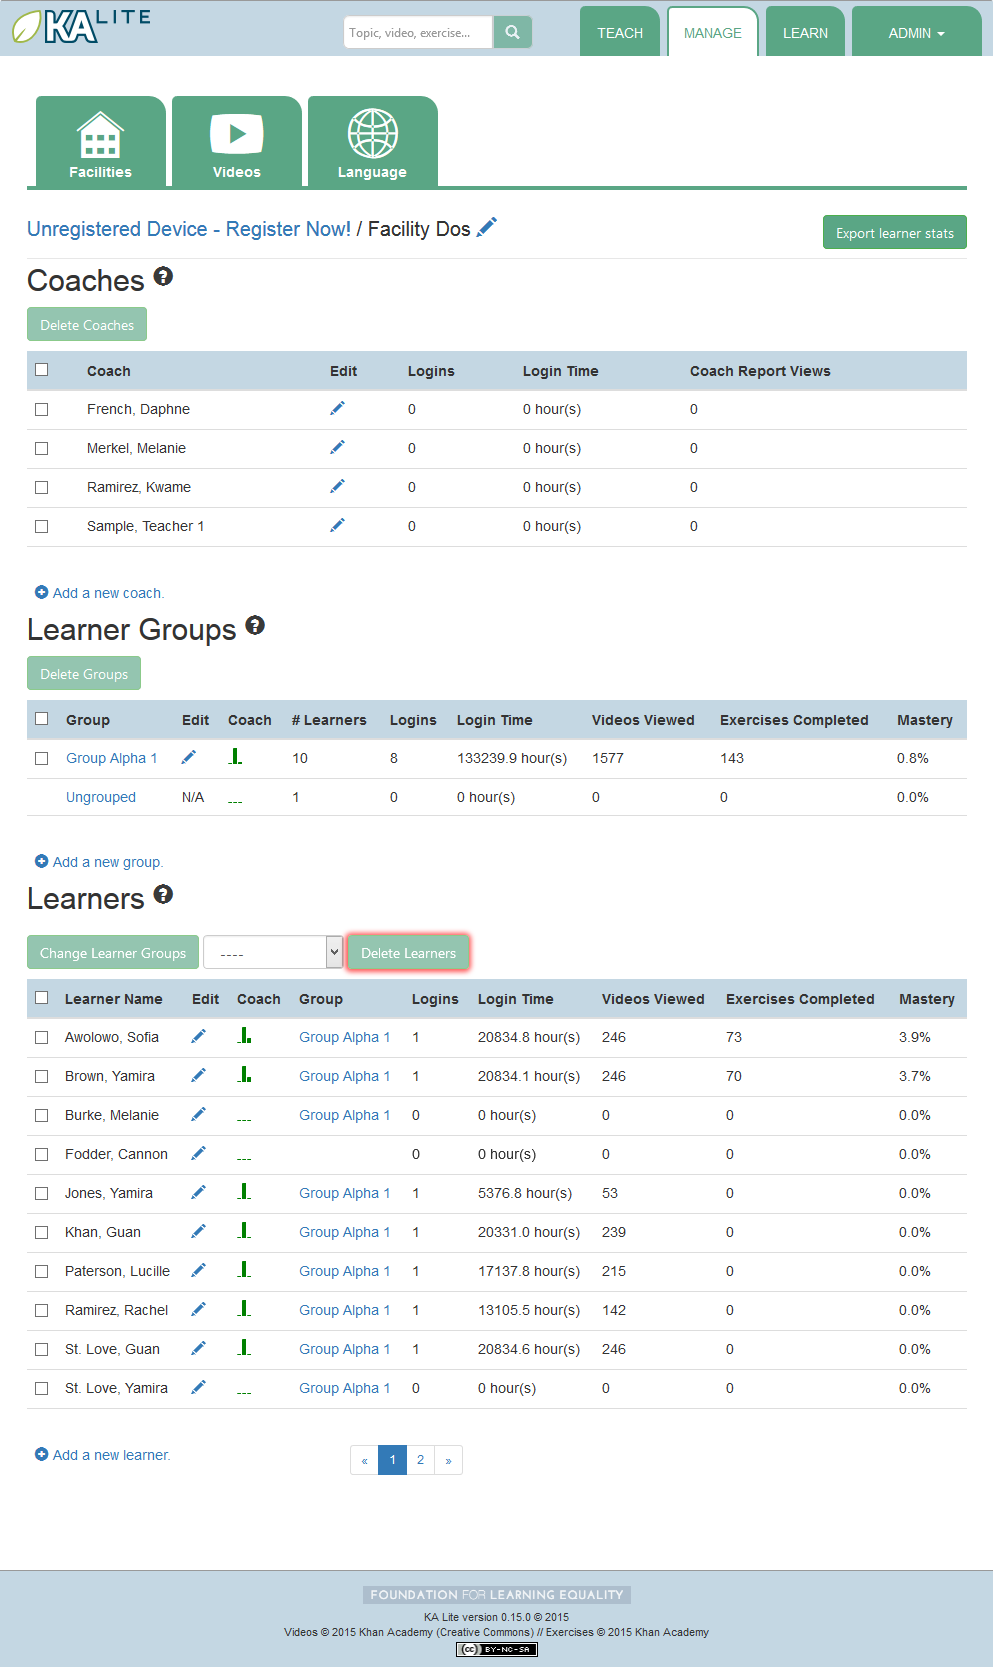 KA LITE
Topic, video, exercise...
TEACH
MANAGE
LEARN
ADMIN
Facilities
Videos
Language
Unregistered Device - Register Now! / Facility Dos
Export learner stats
Coaches ?
Delete Coaches
Coach Edit Logins Login Time Coach Report Views
French, Daphne 0 0 hour(s) 0
Merkel, Melanie 0 0 hour(s) 0
Ramirez, Kwame 0 0 hour(s) 0
Sample, Teacher 1 0 0 hour(s) 0
Add a new coach.
Learner Groups ?
Delete Groups
Group Edit Coach # Learners Logins Login Time Videos Viewed Exercises Completed Mastery
Group Alpha 1 10 8 133239.9 hour(s) 1577 143 0.8%
Ungrouped N/A 1 0 0 hour(s) 0 0 0.0%
Add a new group.
Learners ?
Change Learner Groups ---- Delete Learners
Learner Name Edit Coach Group Logins Login Time Videos Viewed Exercises Completed Mastery
Awolowo, Sofia Group Alpha 1 1 20834.8 hour(s) 246 73 3.9%
Brown, Yamira Group Alpha 1 1 20834.1 hour(s) 246 70 3.7%
Burke, Melanie Group Alpha 1 0 0 hour(s) 0 0 0.0%
Fodder, Cannon 0 0 hour(s) 0 0 0.0%
Jones, Yamira Group Alpha 1 1 5376.8 hour(s) 53 0 0.0%
Khan, Guan Group Alpha 1 1 20331.0 hour(s) 239 0 0.0%
Paterson, Lucille Group Alpha 1 1 17137.8 hour(s) 215 0 0.0%
Ramirez, Rachel Group Alpha 1 1 13105.5 hour(s) 142 0 0.0%
St. Love, Guan Group Alpha 1 1 20834.6 hour(s) 246 0 0.0%
St. Love, Yamira Group Alpha 1 0 0 hour(s) 0 0 0.0%
Add a new learner.
« 1 2 »
FOUNDATION FOR LEARNING EQUALITY
KA Lite version 0.15.0 © 2015
Videos © 2015 Khan Academy (Creative Commons) // Exercises © 2015 Khan Academy
cc BY-NC-SA